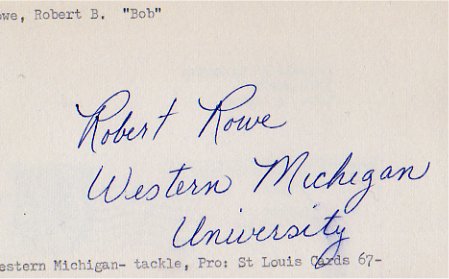 owe, Robert B. "Bob"
Robert Rowe
Western Michigan
University
estern Michigan- tackle, Pro: St Louis Cards 67-